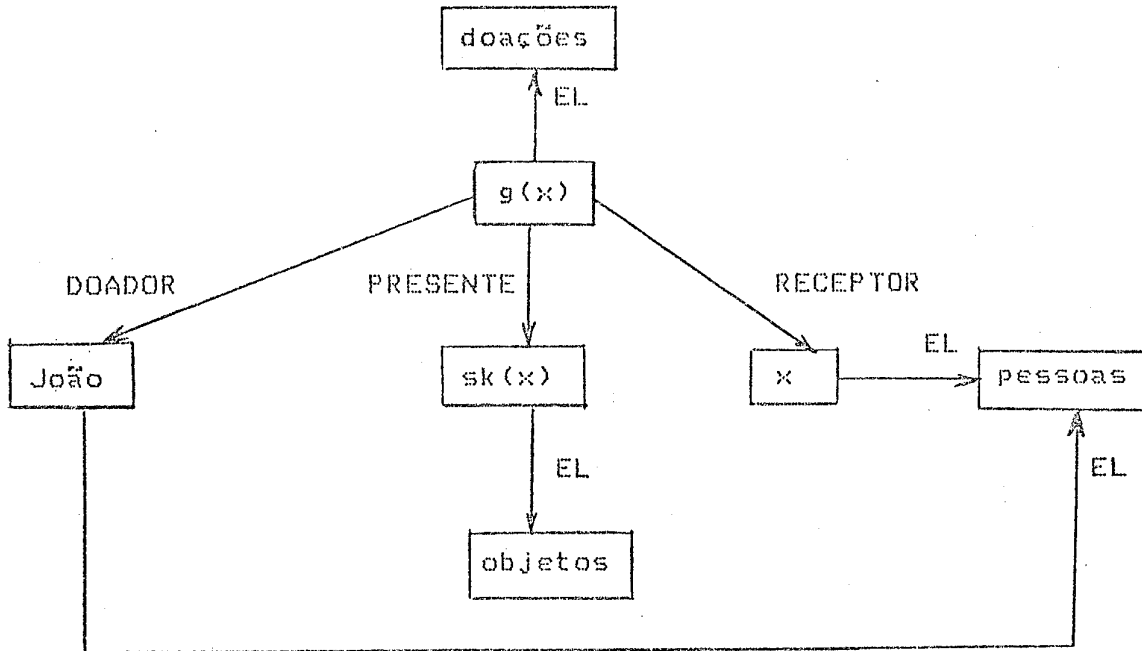 doações
EL
g(x)
DOADOR
PRESENTE
RECEPTOR
João
sk(x)
x
EL
pessoas
EL
EL
objetos